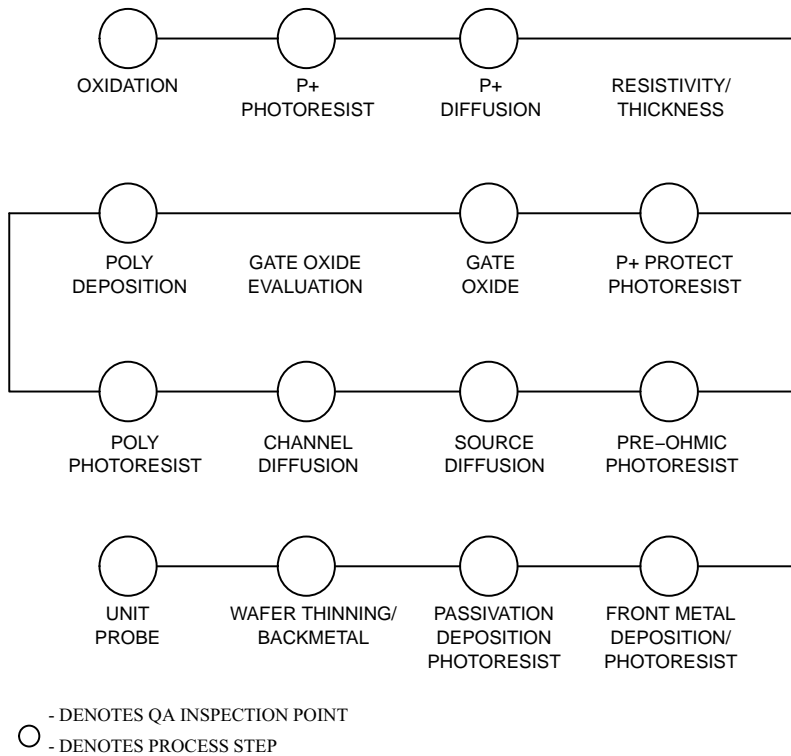 OXIDATION
P+
PHOTORESIST
P+
DIFFUSION
RESISTIVITY/
THICKNESS
POLY
DEPOSITION
GATE OXIDE
EVALUATION
GATE
OXIDE
P+ PROTECT
PHOTORESIST
POLY
PHOTORESIST
CHANNEL
DIFFUSION
SOURCE
DIFFUSION
PRE−OHMIC
PHOTORESIST
UNIT
PROBE
WAFER THINNING/
BACKMETAL
PASSIVATION
DEPOSITION
PHOTORESIST
FRONT METAL
DEPOSITION/
PHOTORESIST
- DENOTES QA INSPECTION POINT
- DENOTES PROCESS STEP